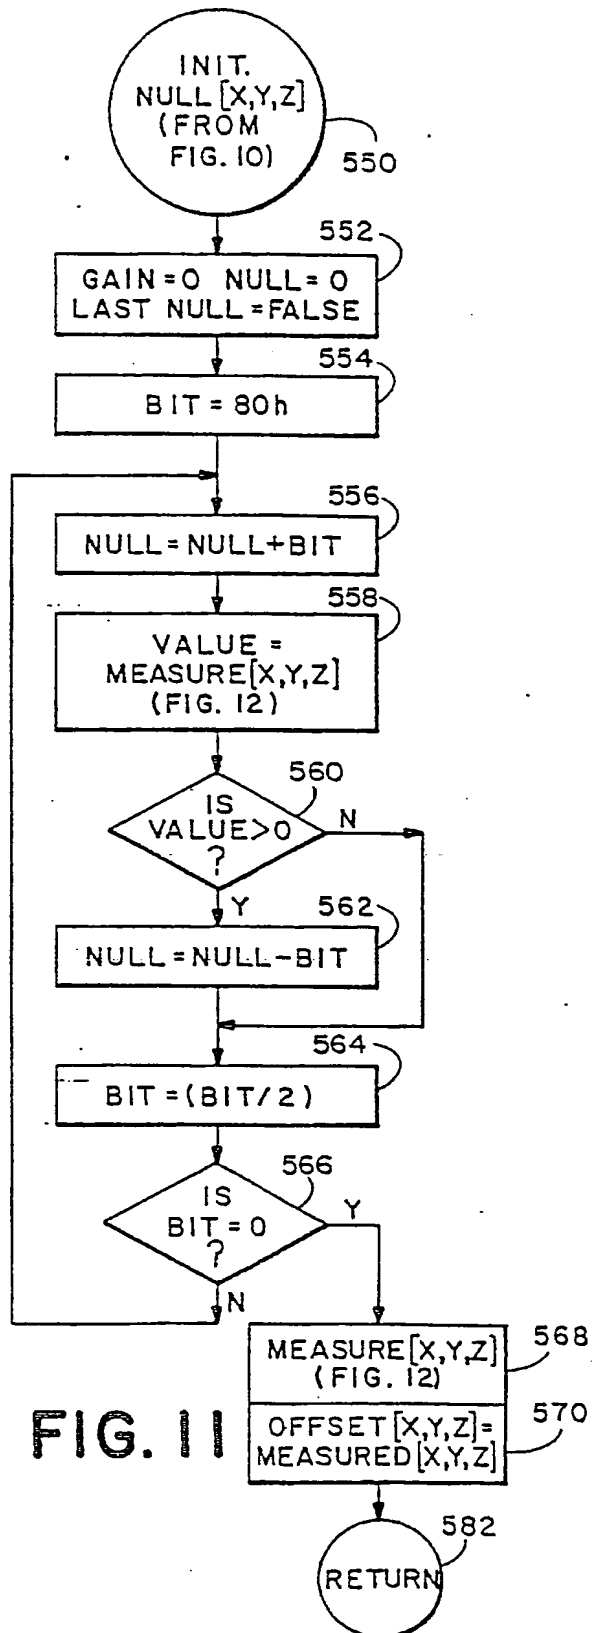 INIT.
NULL [X,Y,Z]
(FROM
FIG. 10)
550
552
GAIN=0 NULL=0
LAST NULL=FALSE
554
BIT = 80h
556
NULL=NULL+BIT
558
VALUE =
MEASURE[X,Y,Z]
(FIG. 12)
560
IS
VALUE>0
?
N
Y
562
NULL=NULL-BIT
564
BIT =(BIT/2)
566
IS
BIT=0
?
Y
N
MEASURE[X,Y,Z]
(FIG. 12)
568
OFFSET [X,Y,Z]=
MEASURED[X,Y,Z]
570
FIG. 11
582
RETURN